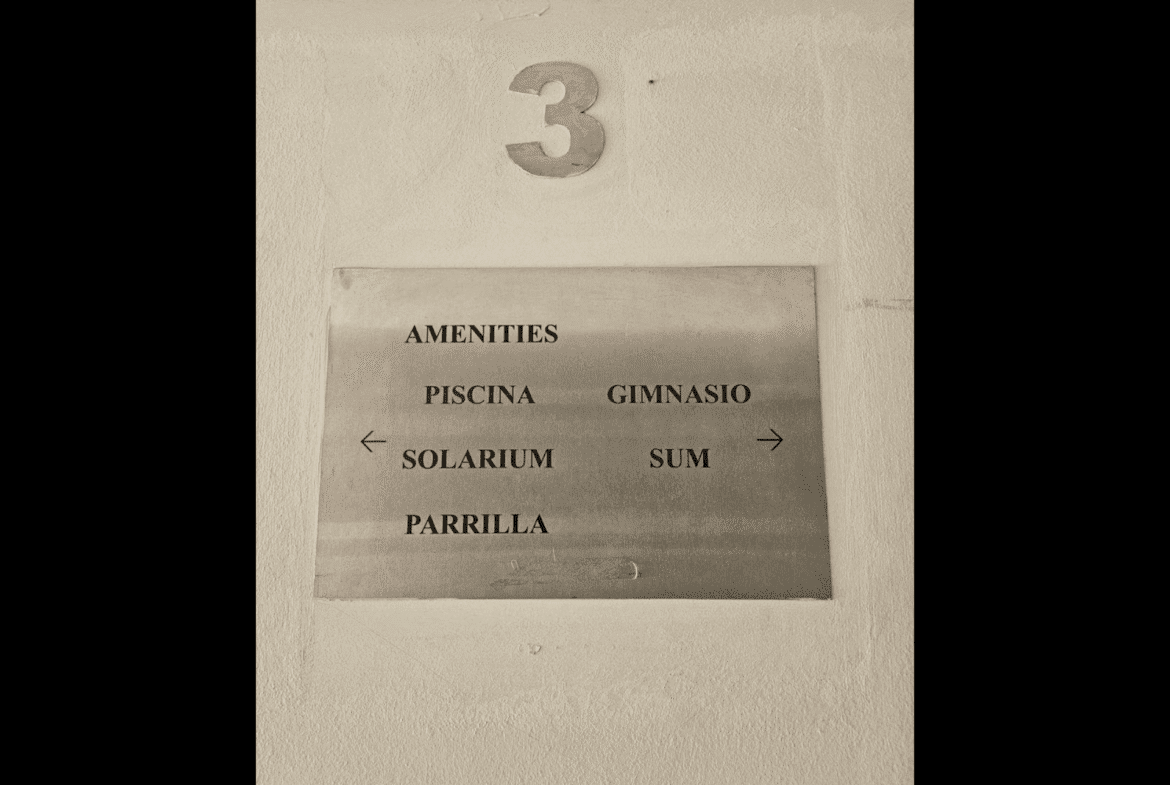 3
AMENITIES
PISCINA GIMNASIO
← →
SOLARIUM SUM
PARRILLA